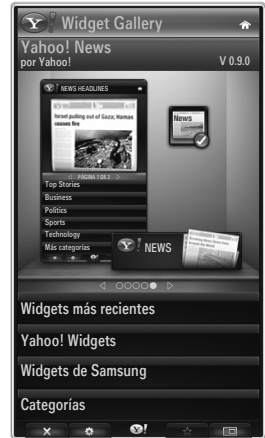 Y! Widget Gallery
Yahoo! News
por Yahoo! V 0.9.0
Y! NEWS HEADLINES
Israel pulling out of Gaza; Hamas
causes fire
PÁGINA 1 DE 2
Top Stories
Business
Politics
Sports
Technology
Más categorías
News
Y! NEWS
Widgets más recientes
Yahoo! Widgets
Widgets de Samsung
Categorías
Y!